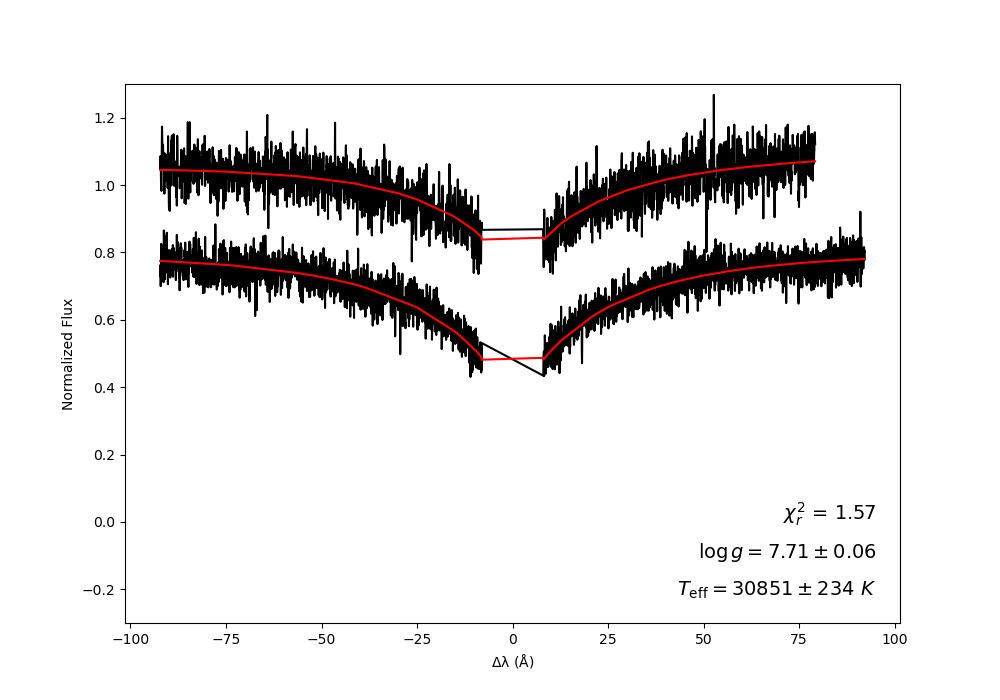 1.2
1.0
0.8
0.6
0.4
0.2
0.0
−0.2
Normalized Flux
χ²ᵣ = 1.57
log g = 7.71 ± 0.06
T_eff = 30851 ± 234 K
−100 −75 −50 −25 0 25 50 75 100
Δλ (Å)